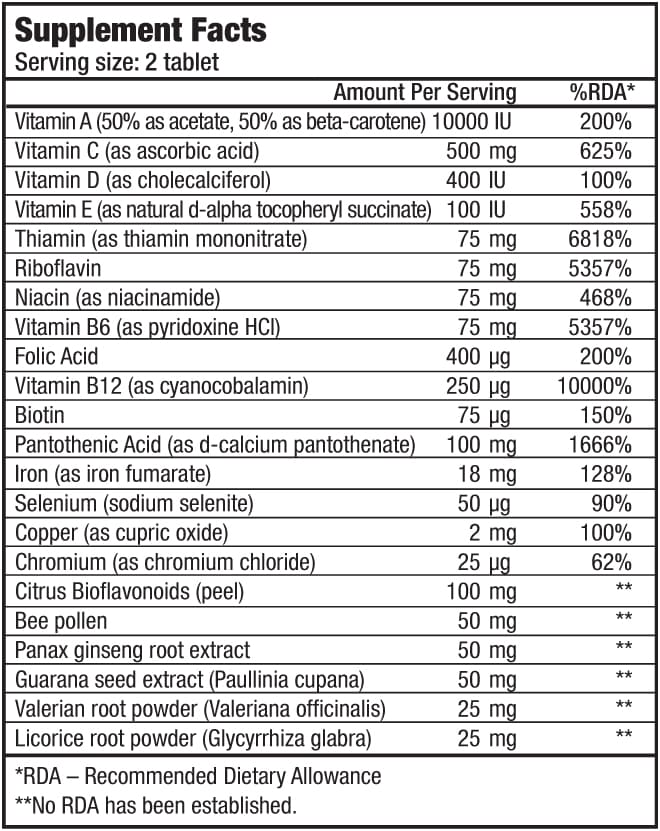 Supplement Facts
Serving size: 2 tablet
Amount Per Serving %RDA*
Vitamin A (50% as acetate, 50% as beta-carotene) 10000 IU 200%
Vitamin C (as ascorbic acid) 500 mg 625%
Vitamin D (as cholecalciferol) 400 IU 100%
Vitamin E (as natural d-alpha tocopheryl succinate) 100 IU 558%
Thiamin (as thiamin mononitrate) 75 mg 6818%
Riboflavin 75 mg 5357%
Niacin (as niacinamide) 75 mg 468%
Vitamin B6 (as pyridoxine HCl) 75 mg 5357%
Folic Acid 400 µg 200%
Vitamin B12 (as cyanocobalamin) 250 µg 10000%
Biotin 75 µg 150%
Pantothenic Acid (as d-calcium pantothenate) 100 mg 1666%
Iron (as iron fumarate) 18 mg 128%
Selenium (sodium selenite) 50 µg 90%
Copper (as cupric oxide) 2 mg 100%
Chromium (as chromium chloride) 25 µg 62%
Citrus Bioflavonoids (peel) 100 mg **
Bee pollen 50 mg **
Panax ginseng root extract 50 mg **
Guarana seed extract (Paullinia cupana) 50 mg **
Valerian root powder (Valeriana officinalis) 25 mg **
Licorice root powder (Glycyrrhiza glabra) 25 mg **
*RDA – Recommended Dietary Allowance
**No RDA has been established.